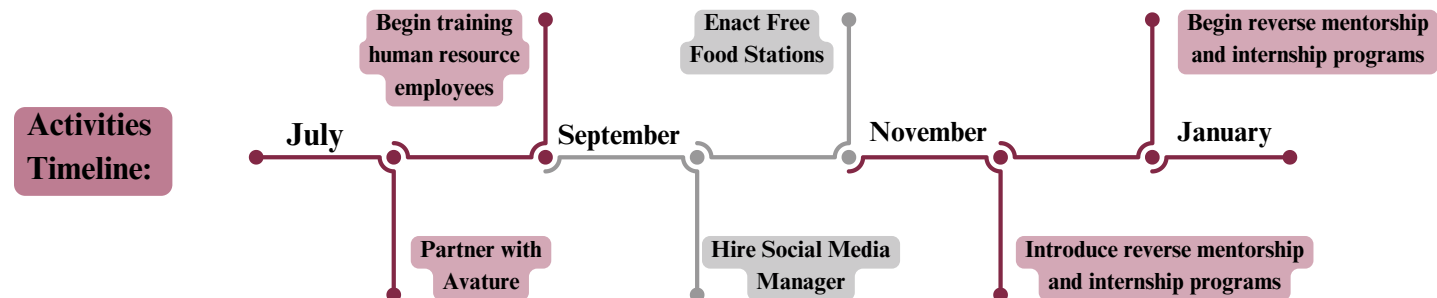 Activities
Timeline:
July
Partner with
Avature
Begin training
human resource
employees
September
Hire Social Media
Manager
Enact Free
Food Stations
November
Introduce reverse mentorship
and internship programs
Begin reverse mentorship
and internship programs
January